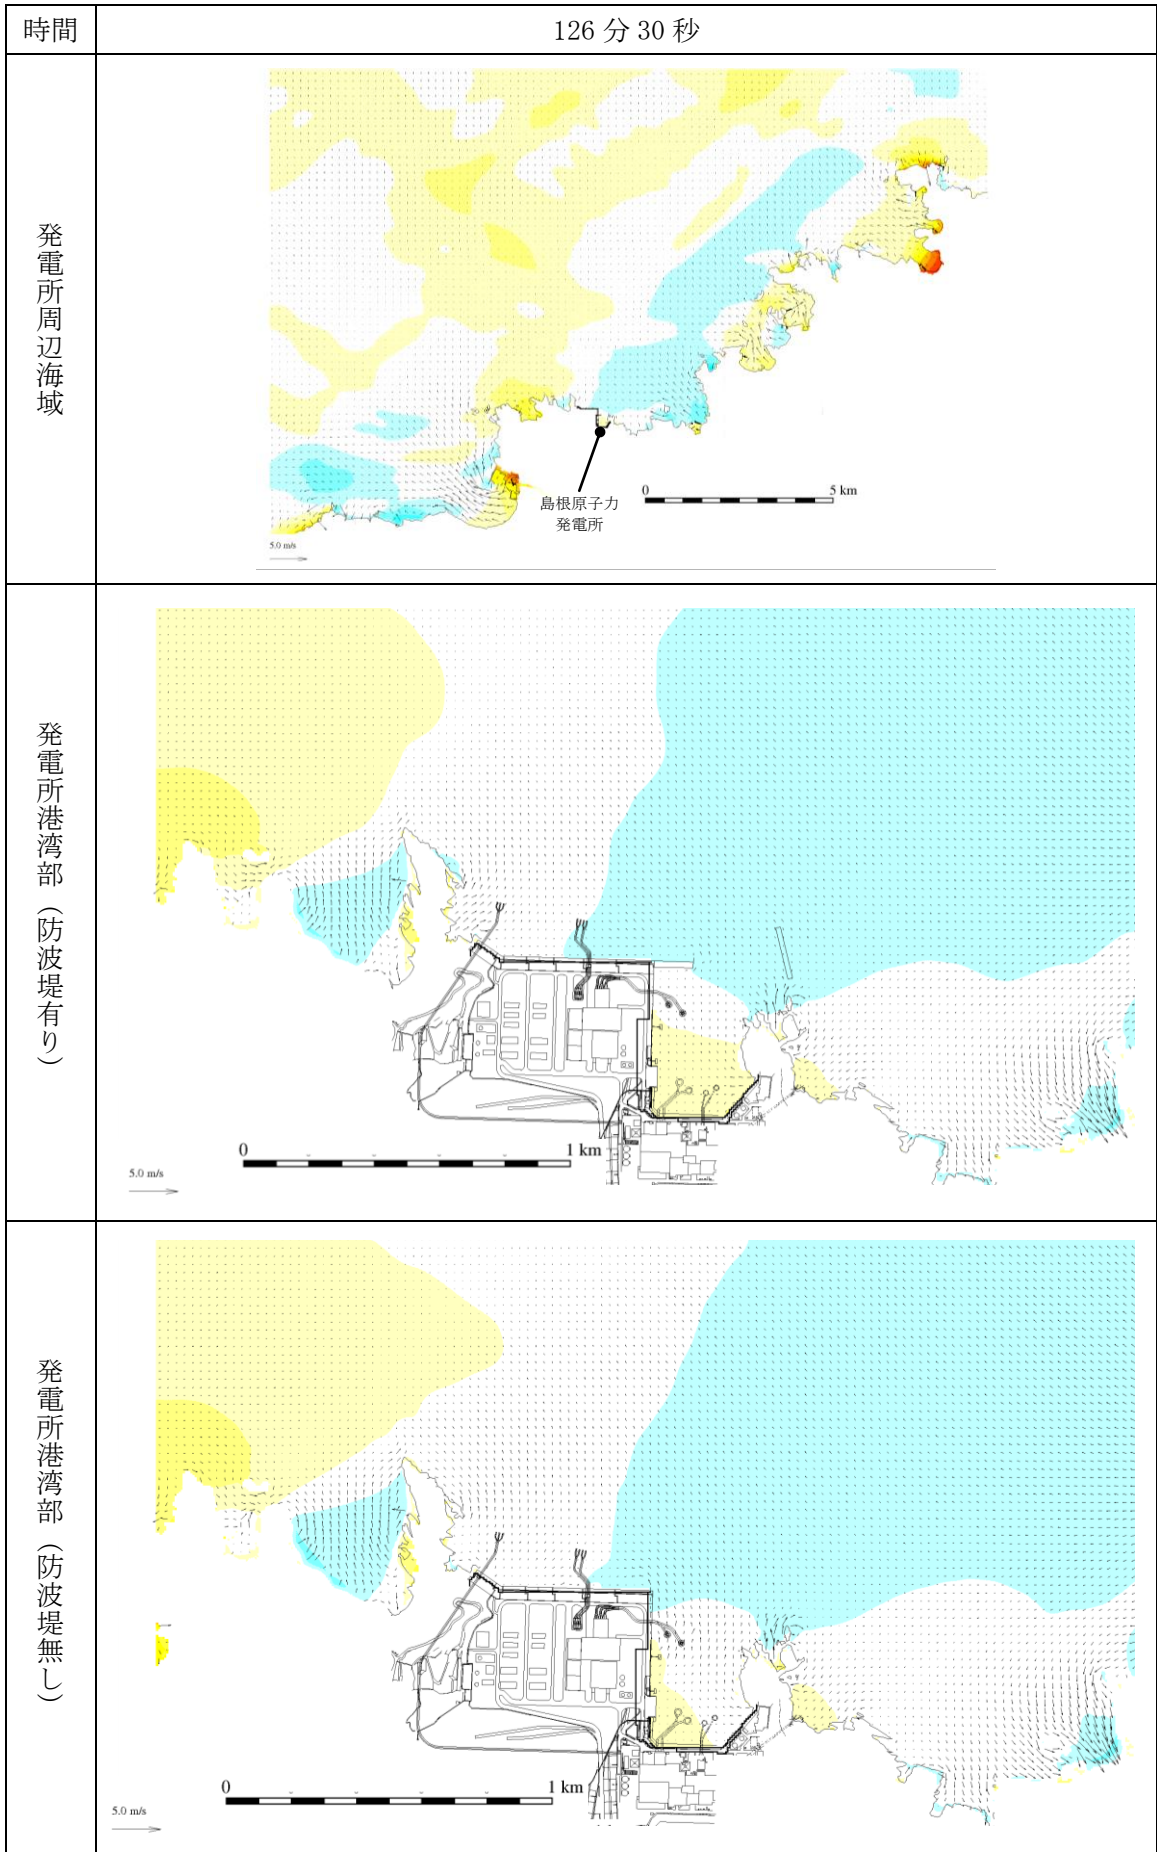 時間
126 分 30 秒
発電所周辺海域
島根原子力
発電所
0
5 km
5.0 m/s
発電所港湾部（防波堤有り）
0
1 km
5.0 m/s
発電所港湾部（防波堤無し）
0
1 km
5.0 m/s